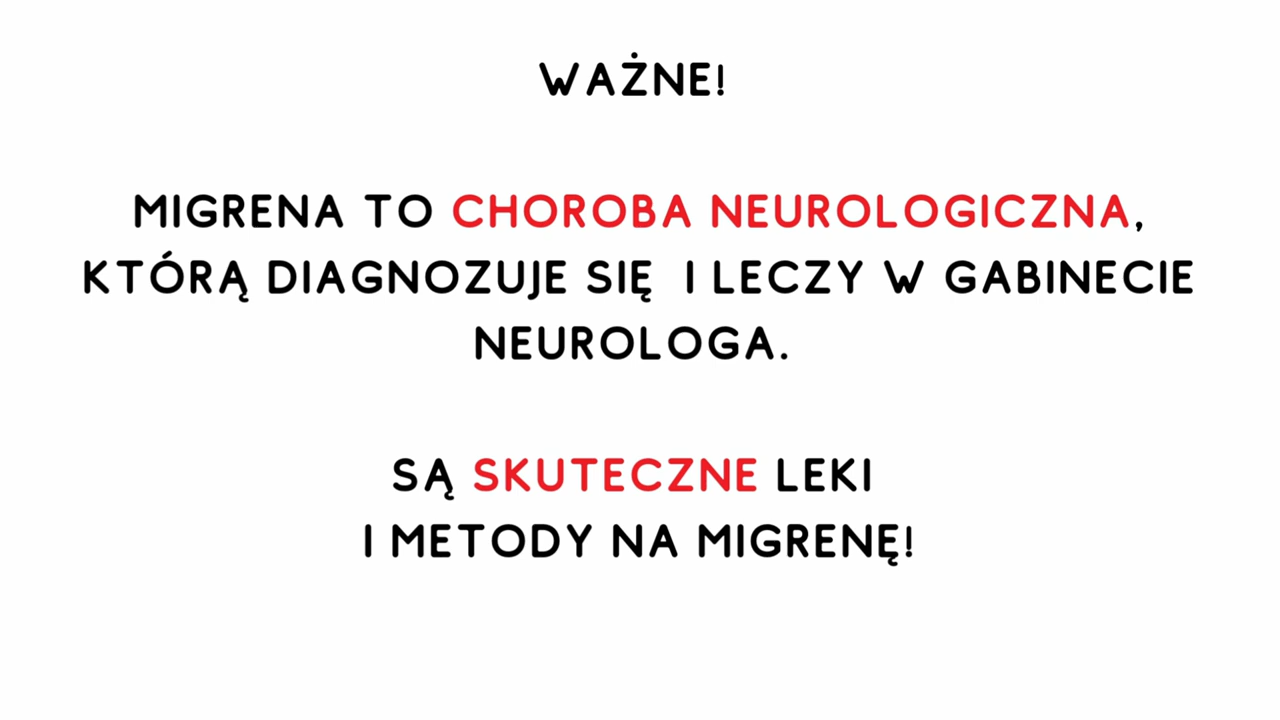 WAŻNE!
MIGRENA TO CHOROBA NEUROLOGICZNA,
KTÓRĄ DIAGNOZUJE SIĘ I LECZY W GABINECIE
NEUROLOGA.
SĄ SKUTECZNE LEKI
I METODY NA MIGRENĘ!